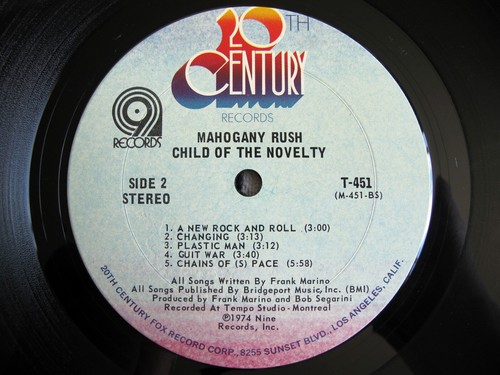 20TH
CENTURY
RECORDS
9
RECORDS
MAHOGANY RUSH
CHILD OF THE NOVELTY
SIDE 2
STEREO
T-451
(M-451-BS)
1. A NEW ROCK AND ROLL (3:00)
2. CHANGING (3:13)
3. PLASTIC MAN (3:12)
4. GUIT WAR (3:40)
5. CHAINS OF (S) PACE (5:58)
All Songs Written By Frank Marino
All Songs Published By Bridgeport Music, Inc. (BMI)
Produced by Frank Marino and Bob Segarini
Recorded At Tempo Studio - Montreal
℗1974 Nine
Records, Inc.
20TH CENTURY FOX RECORD CORP., 8255 SUNSET BLVD., LOS ANGELES, CALIF.